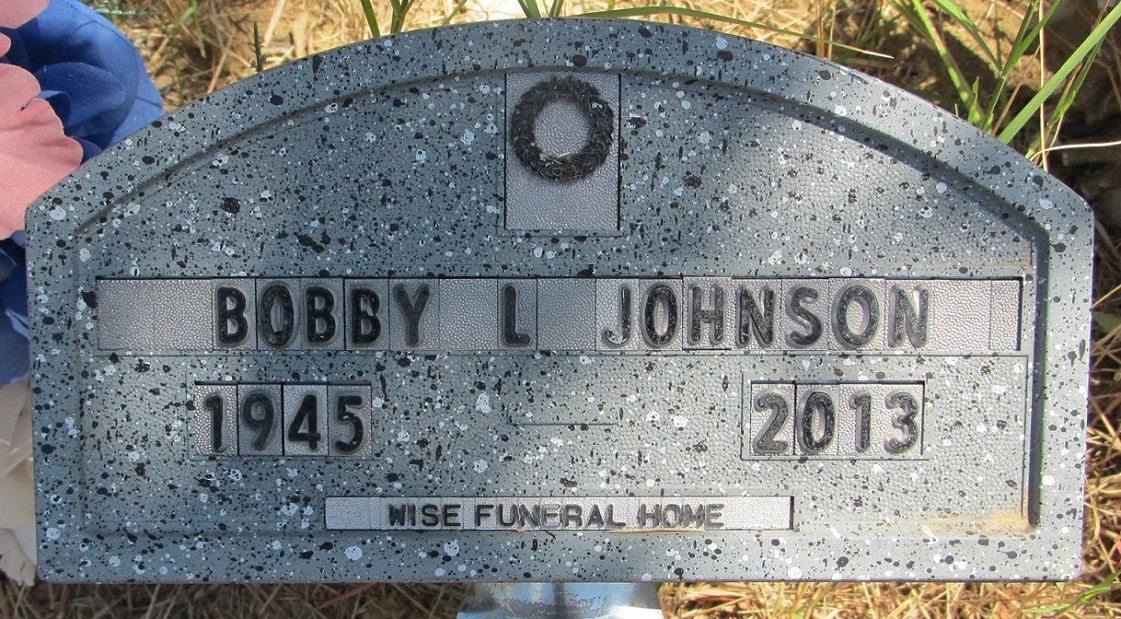 BOBBY L JOHNSON
1945 2013
WISE FUNERAL HOME